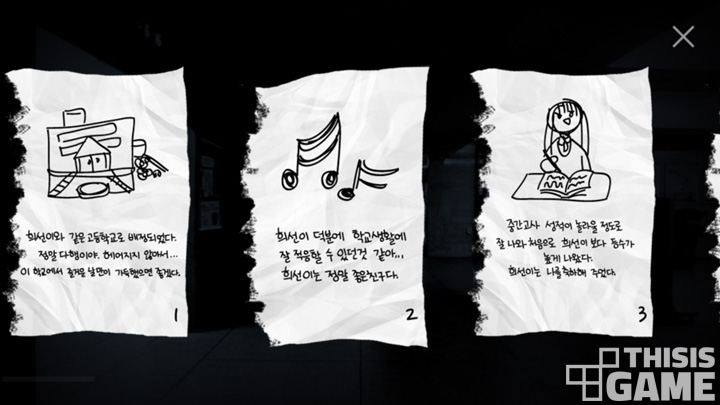 희선이와 같은 고등학교로 배정되었다.
정말 다행이야. 헤어지지 않아서...
이 학교에서 즐거운 날만이 가득했으면 좋겠다.
1
희선이 덕분에 학교생활에
잘 적응할 수 있던것 같아...
희선이는 정말 좋은친구다.
2
중간고사 성적이 놀라울 정도로
잘 나와 처음으로 희선이 보다 등수가
높게 나왔다.
희선이는 나를 축하해 주었다.
3
THISIS
GAME